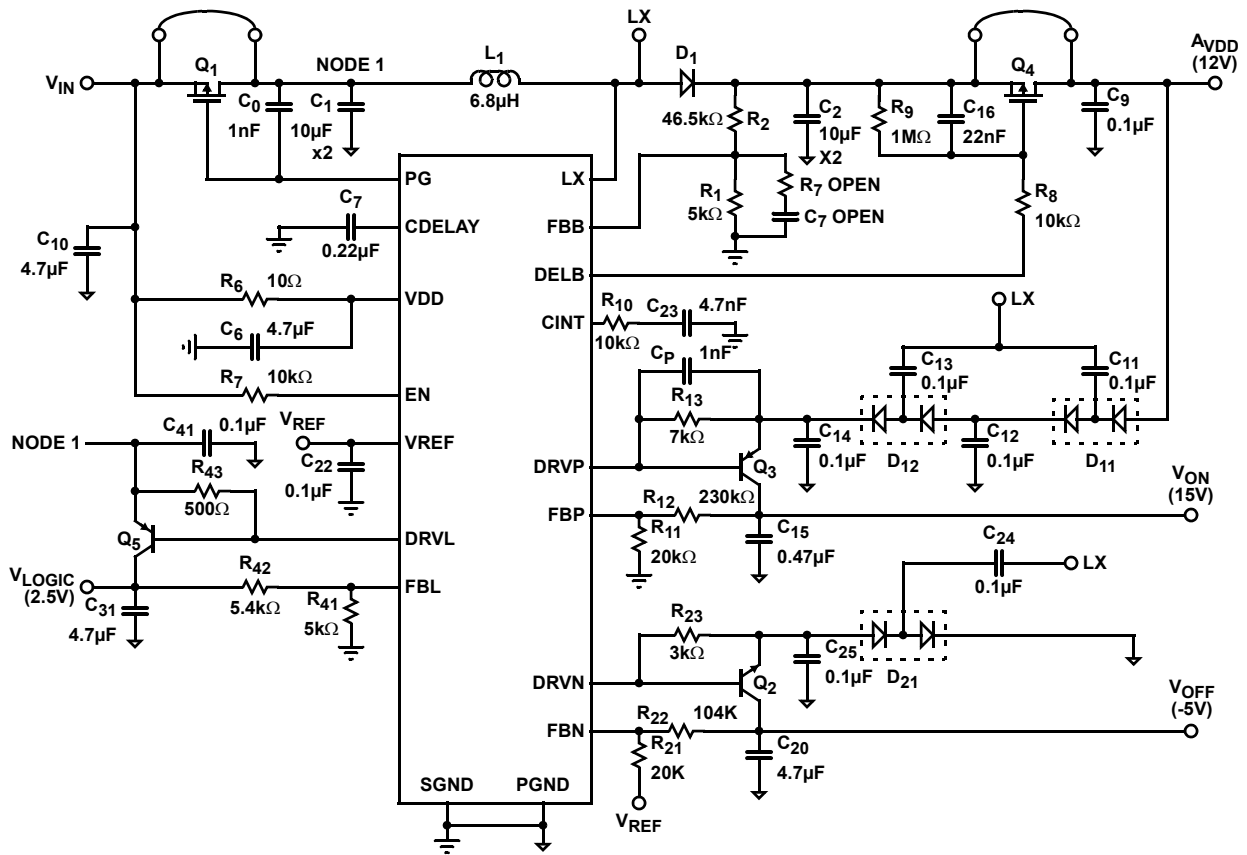 LX
V_IN
Q1
NODE 1
C0
1nF
C1
10µF
x2
L1
6.8µH
D1
46.5kΩ
R2
C2
10µF
X2
R9
1MΩ
C16
22nF
Q4
C9
0.1µF
A_VDD
(12V)
PG
LX
R1
5kΩ
R7 OPEN
C7 OPEN
R8
10kΩ
C7
0.22µF
CDELAY
FBB
C10
4.7µF
DELB
R6
10Ω
VDD
C6
4.7µF
CINT
R10
10kΩ
C23
4.7nF
LX
R7
10kΩ
EN
CP
1nF
R13
7kΩ
C13
0.1µF
C11
0.1µF
NODE 1
C41
0.1µF
V_REF
VREF
C22
0.1µF
R43
500Ω
C14
0.1µF
D12
C12
0.1µF
D11
DRVP
Q3
V_ON
(15V)
FBP
R12
230kΩ
R11
20kΩ
C15
0.47µF
Q5
DRVL
V_LOGIC
(2.5V)
R42
5.4kΩ
FBL
C31
4.7µF
R41
5kΩ
C24
0.1µF
LX
R23
3kΩ
C25
0.1µF
D21
DRVN
Q2
V_OFF
(-5V)
FBN
R22
104K
R21
20K
C20
4.7µF
SGND
PGND
V_REF